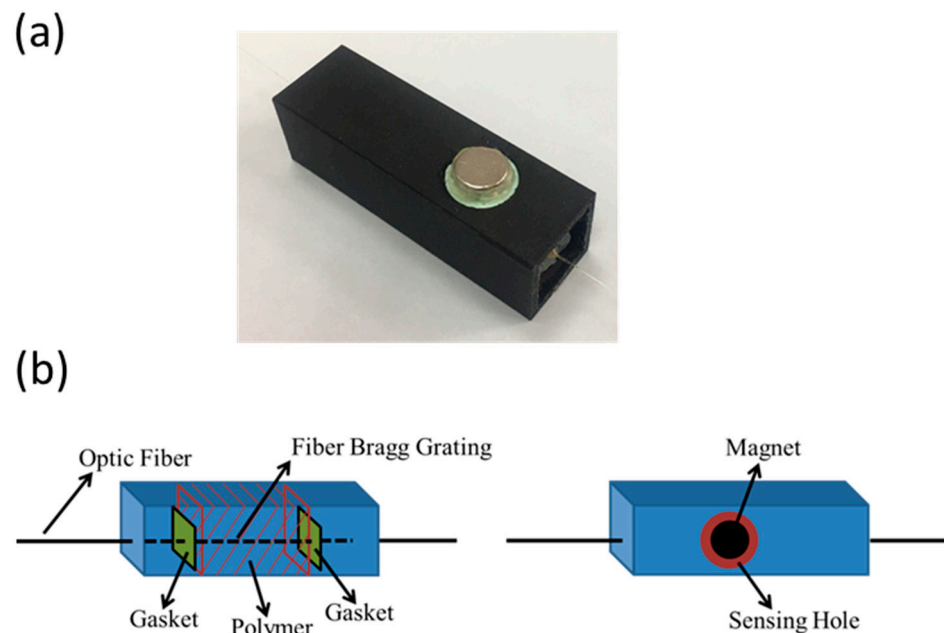 (a)
(b)
Optic Fiber
Fiber Bragg Grating
Magnet
Gasket
Polymer
Gasket
Sensing Hole